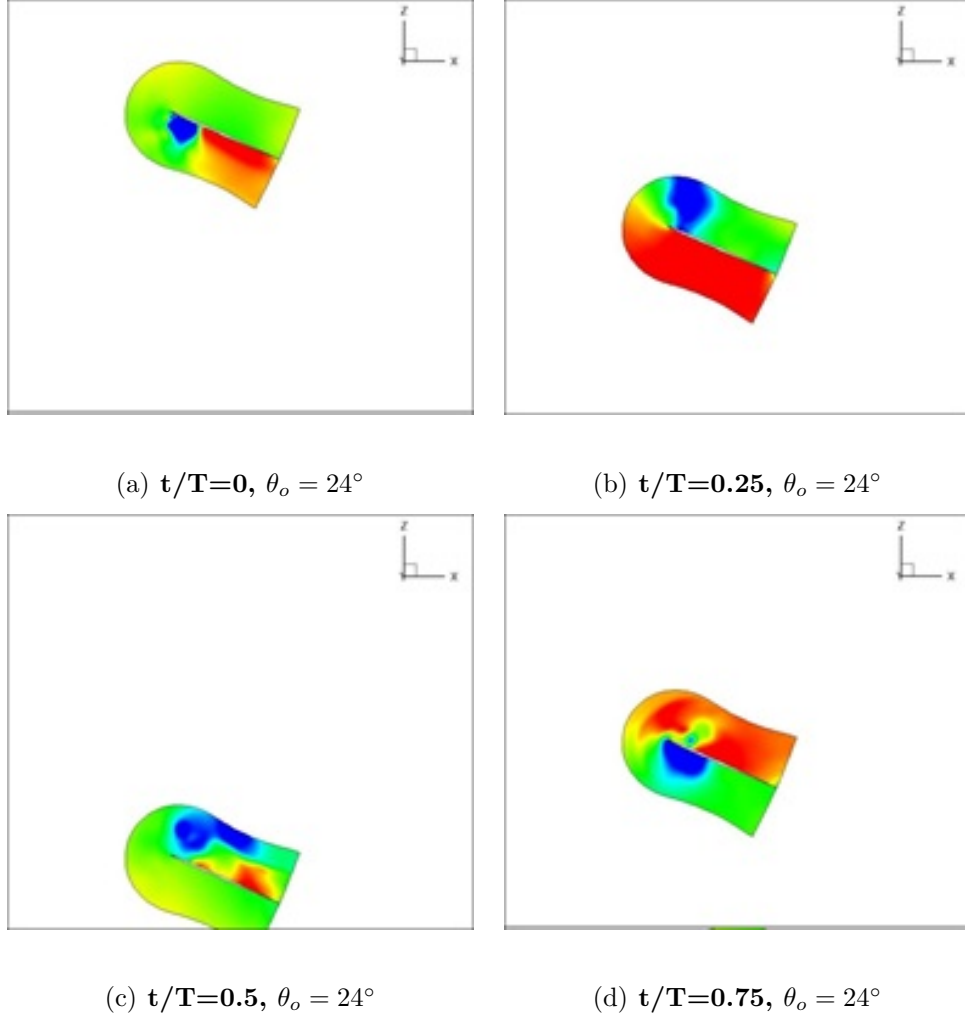 Z
Y X
Z
Y X
(a) t/T=0, θₒ = 24° (b) t/T=0.25, θₒ = 24°
Z
Y X
Z
Y X
(c) t/T=0.5, θₒ = 24° (d) t/T=0.75, θₒ = 24°